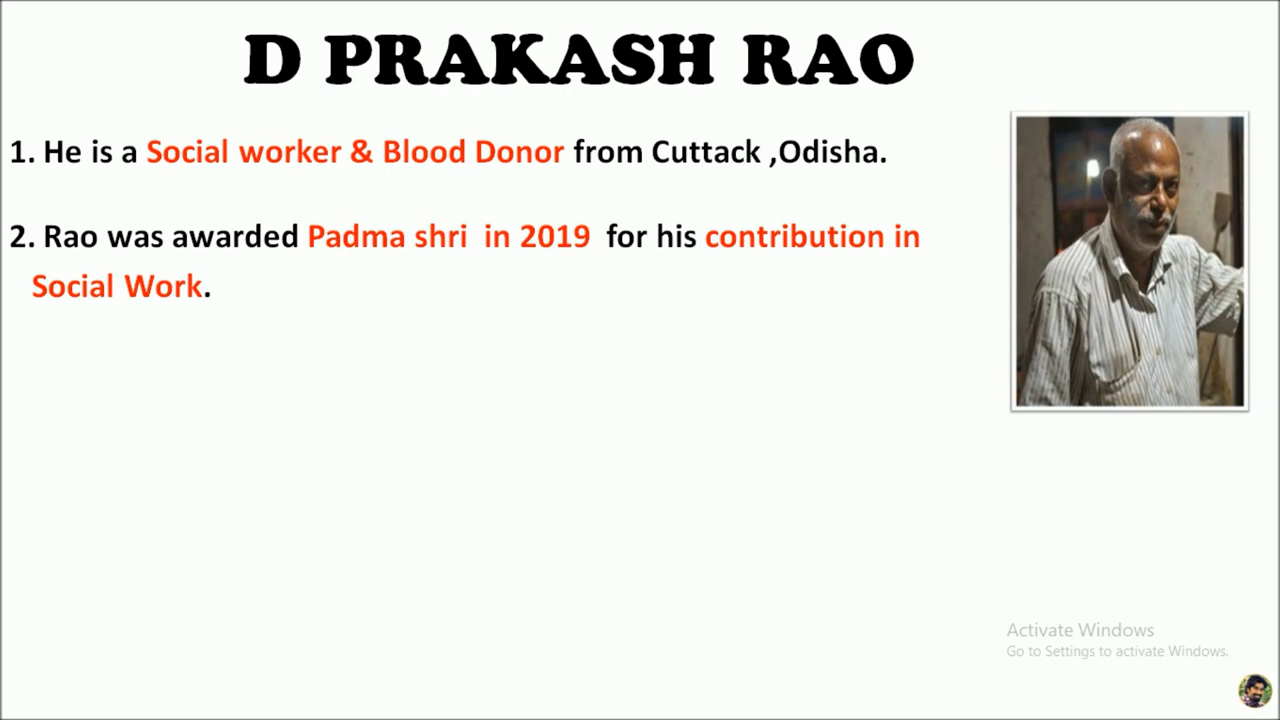 D PRAKASH RAO
1. He is a Social worker & Blood Donor from Cuttack ,Odisha.
2. Rao was awarded Padma shri in 2019 for his contribution in
Social Work.
Activate Windows
Go to Settings to activate Windows.